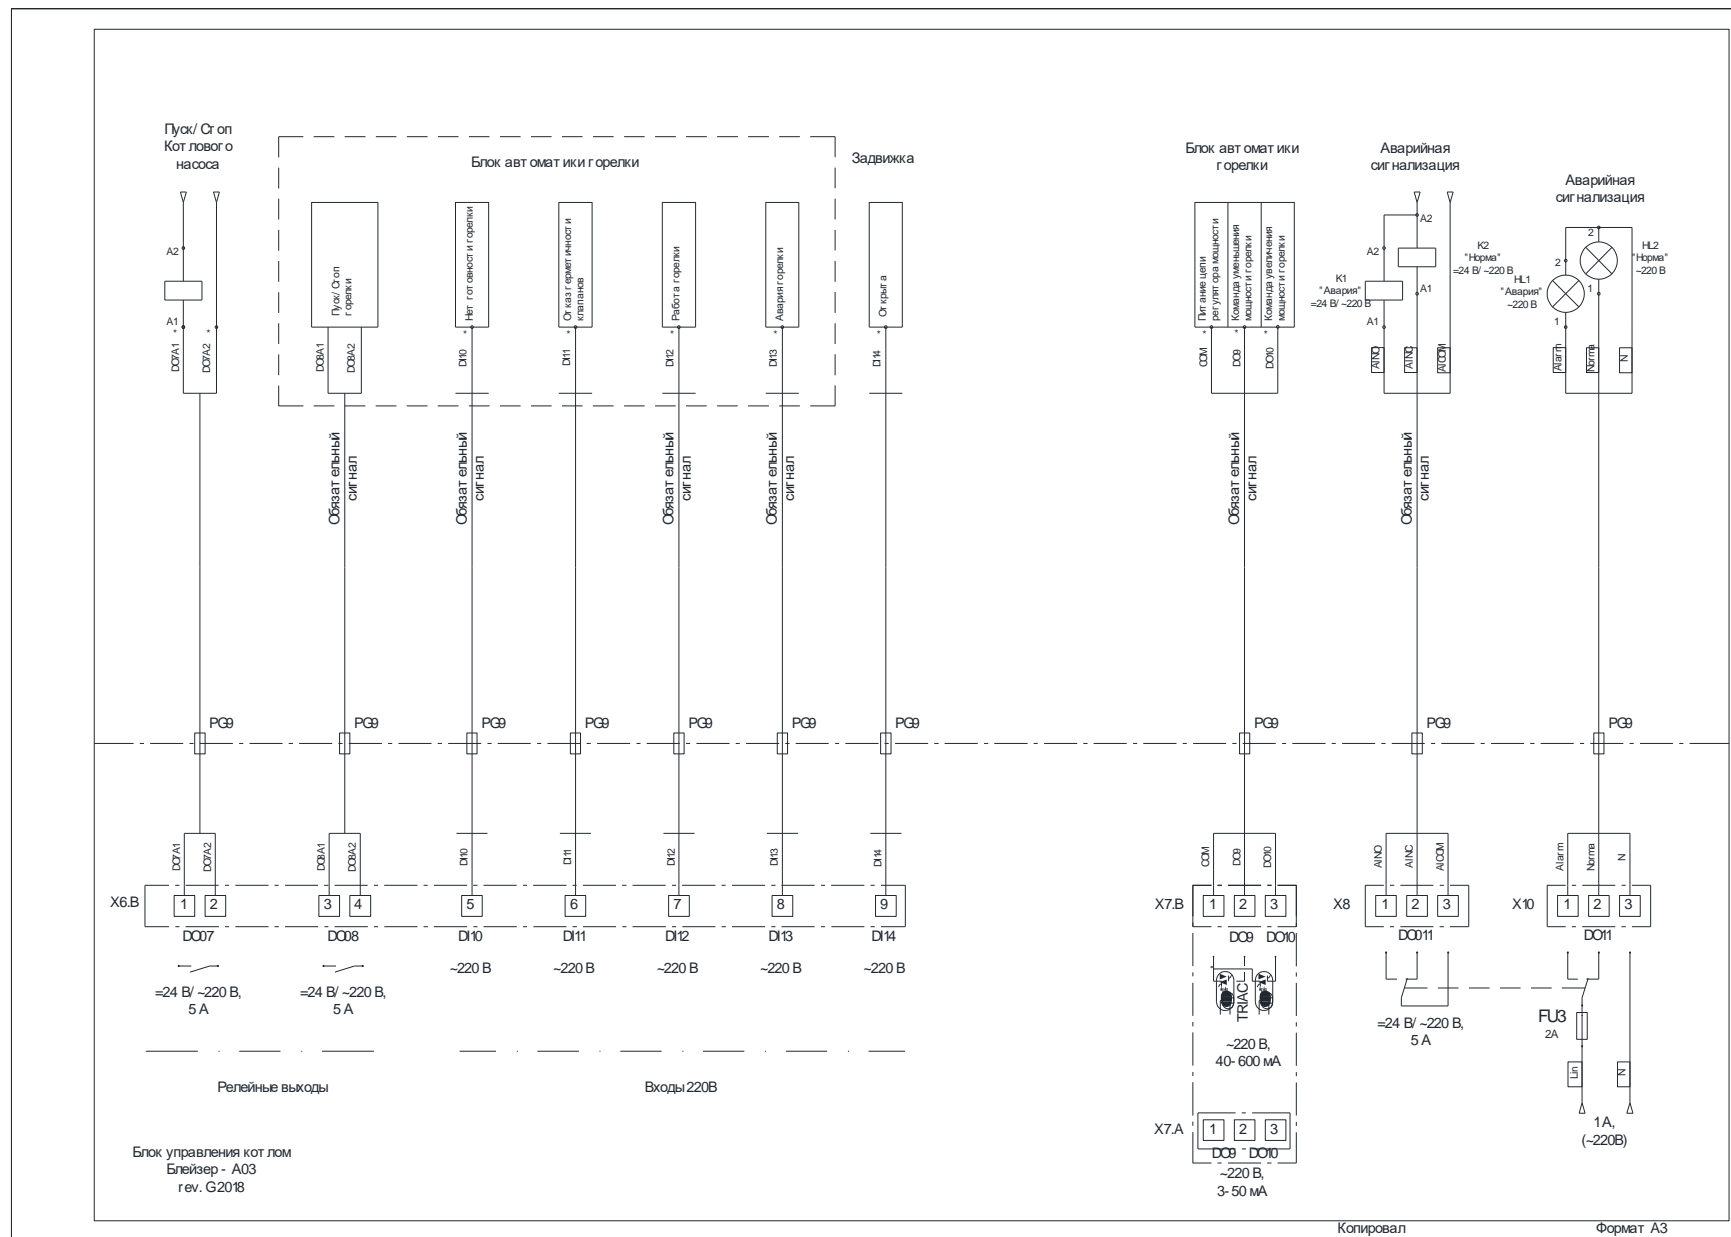 Пуск/ Стоп
Котлового
насоса
Блок автоматики горелки
Задвижка
Блок автоматики
горелки
Аварийная
сигнализация
Аварийная
сигнализация
A2
A1
*
*
DO7A1
DO7A2
Пуск/ Стоп
горелки
DO8A1
DO8A2
Нет готовности горелки
*
DI10
Отказ герметичности
клапанов
*
DI11
Работа горелки
*
DI12
Авария горелки
*
DI13
Открыта
*
DI14
Питание цепи
регулятора мощности
Команда уменьшения
мощности горелки
Команда увеличения
мощности горелки
*
*
*
COM
DO9
DO10
A2
A2
K2
"Норма"
=24 В/ ~220 В
K1
"Авария"
=24 В/ ~220 В
A1
A1
AINO
AINC
AICOM
2
HL2
"Норма"
~220 В
2
HL1
"Авария"
~220 В
1
1
Alarm
Norma
N
Обязательный
сигнал
Обязательный
сигнал
Обязательный
сигнал
Обязательный
сигнал
Обязательный
сигнал
Обязательный
сигнал
PG9
PG9
PG9
PG9
PG9
PG9
PG9
PG9
PG9
PG9
DO7A1
DO7A2
DO8A1
DO8A2
DI10
DI11
DI12
DI13
DI14
COM
DO9
DO10
AINO
AINC
AICOM
Alarm
Norma
N
X6.B
1
2
3
4
5
6
7
8
9
X7.B
1
2
3
X8
1
2
3
X10
1
2
3
DO07
DO08
DI10
DI11
DI12
DI13
DI14
DO9
DO10
DO011
DO11
~220 В
~220 В
~220 В
~220 В
~220 В
=24 В/ ~220 В,
5 А
=24 В/ ~220 В,
5 А
TRIAC
~220 В,
40- 600 мА
=24 В/ ~220 В,
5 А
FU3
2A
Lin
N
1 А,
(~220В)
Релейные выходы
Входы 220В
X7.A
1
2
3
DO9
DO10
~220 В,
3- 50 мА
Блок управления котлом
Блейзер - А03
rev. G2018
Копировал
Формат А3